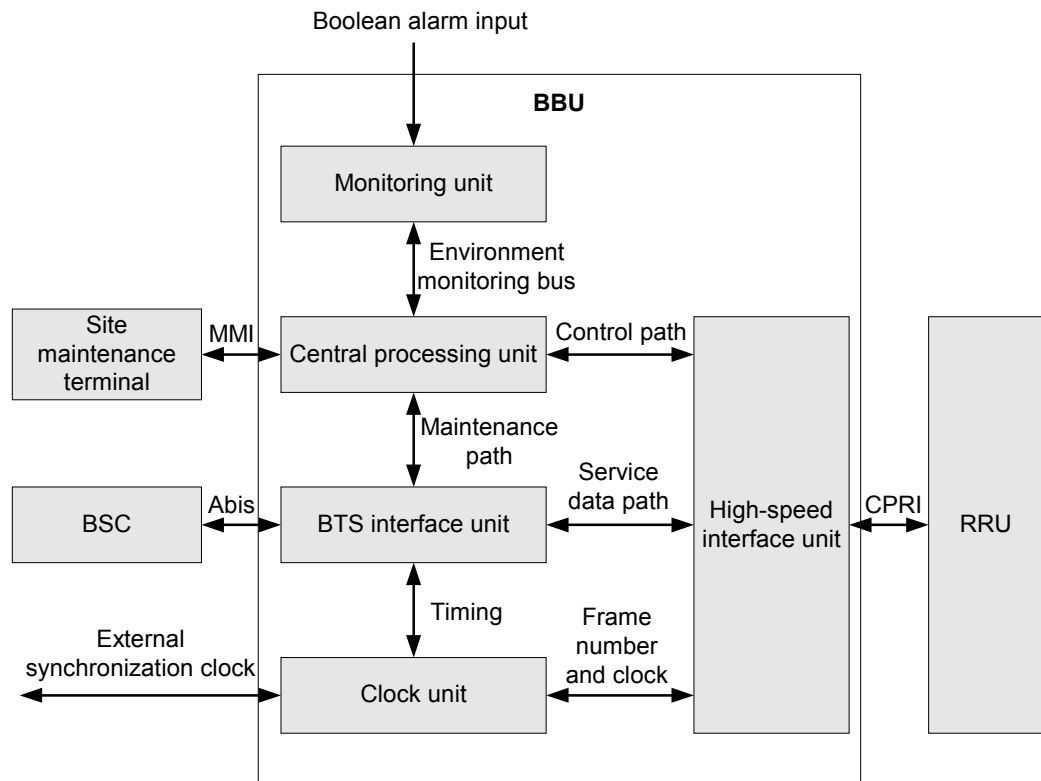 Boolean alarm input
BBU
Monitoring unit
Environment
monitoring bus
Site
maintenance
terminal
MMI
Central processing unit
Control path
Maintenance
path
BSC
Abis
BTS interface unit
Service
data path
High-speed
interface unit
CPRI
RRU
Timing
External
synchronization clock
Clock unit
Frame
number
and clock